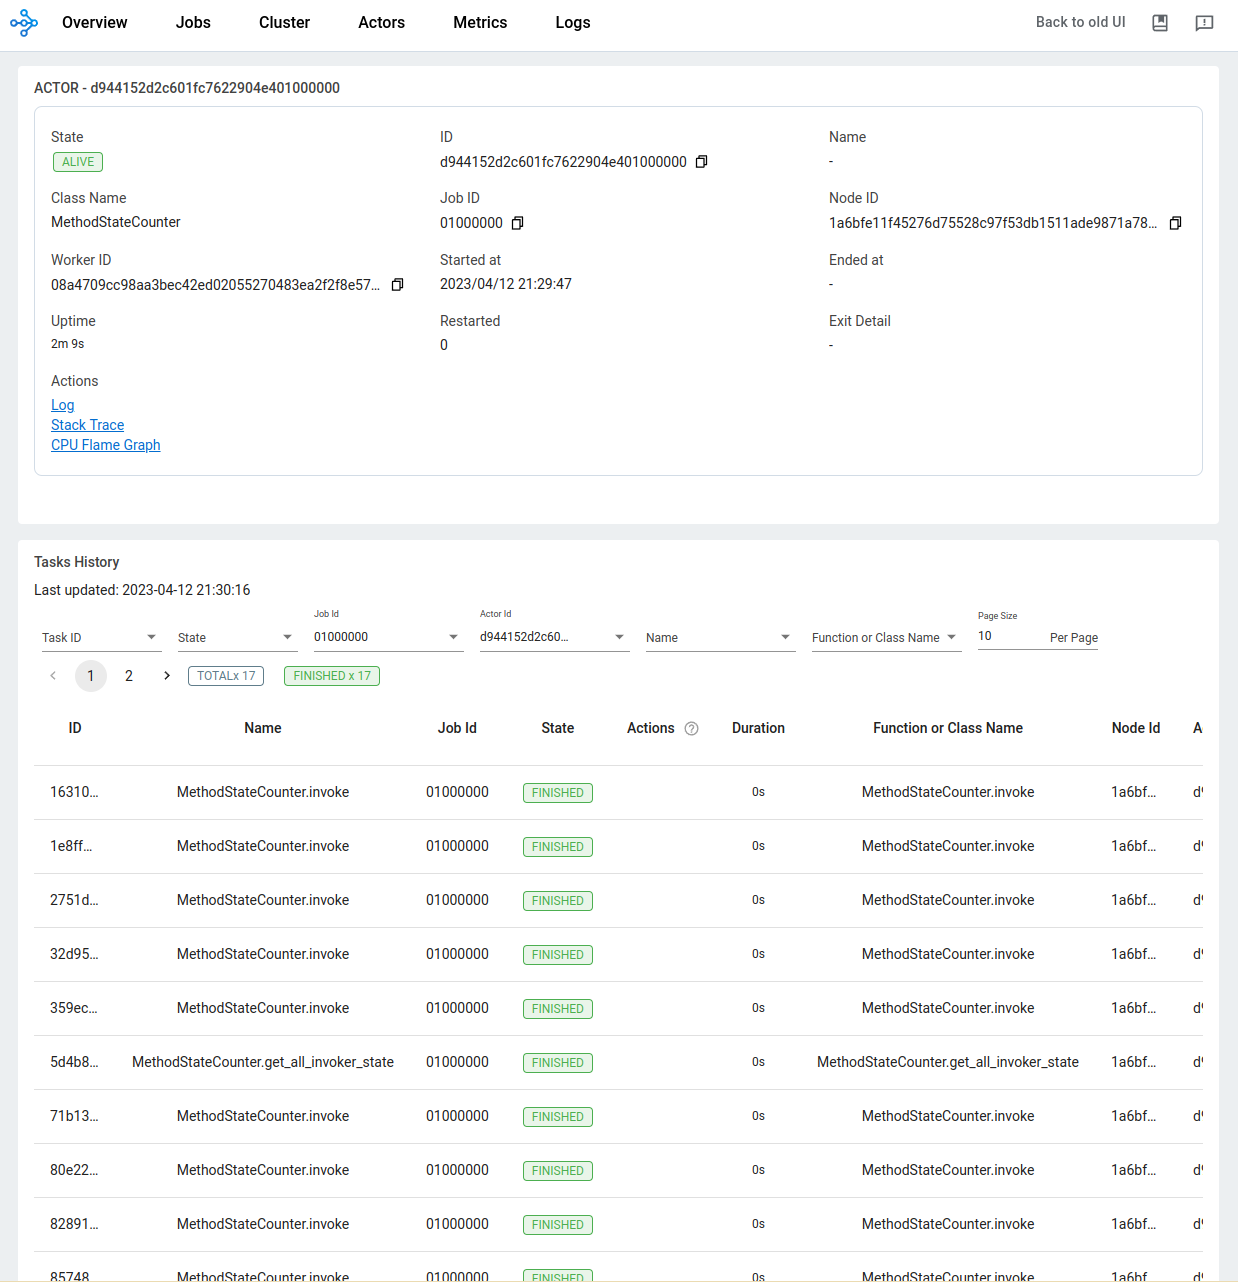 Overview Jobs Cluster Actors Metrics Logs Back to old UI
ACTOR - d944152d2c601fc7622904e401000000
State ID Name
ALIVE d944152d2c601fc7622904e401000000 -
Class Name Job ID Node ID
MethodStateCounter 01000000 1a6bfe11f45276d75528c97f53db1511ade9871a78...
Worker ID Started at Ended at
08a4709cc98aa3bec42ed02055270483ea2f2f8e57... 2023/04/12 21:29:47 -
Uptime Restarted Exit Detail
2m 9s 0 -
Actions
Log
Stack Trace
CPU Flame Graph
Tasks History
Last updated: 2023-04-12 21:30:16
Job Id Actor Id Page Size
Task ID State 01000000 d944152d2c60... Name Function or Class Name 10 Per Page
1 2 TOTALx 17 FINISHED x 17
ID Name Job Id State Actions Duration Function or Class Name Node Id A
16310... MethodStateCounter.invoke 01000000 FINISHED 0s MethodStateCounter.invoke 1a6bf... d9
1e8ff... MethodStateCounter.invoke 01000000 FINISHED 0s MethodStateCounter.invoke 1a6bf... d9
2751d... MethodStateCounter.invoke 01000000 FINISHED 0s MethodStateCounter.invoke 1a6bf... d9
32d95... MethodStateCounter.invoke 01000000 FINISHED 0s MethodStateCounter.invoke 1a6bf... d9
359ec... MethodStateCounter.invoke 01000000 FINISHED 0s MethodStateCounter.invoke 1a6bf... d9
5d4b8... MethodStateCounter.get_all_invoker_state 01000000 FINISHED 0s MethodStateCounter.get_all_invoker_state 1a6bf... d9
71b13... MethodStateCounter.invoke 01000000 FINISHED 0s MethodStateCounter.invoke 1a6bf... d9
80e22... MethodStateCounter.invoke 01000000 FINISHED 0s MethodStateCounter.invoke 1a6bf... d9
82891... MethodStateCounter.invoke 01000000 FINISHED 0s MethodStateCounter.invoke 1a6bf... d9
85748... MethodStateCounter.invoke 01000000 FINISHED 0s MethodStateCounter.invoke 1a6bf... d9